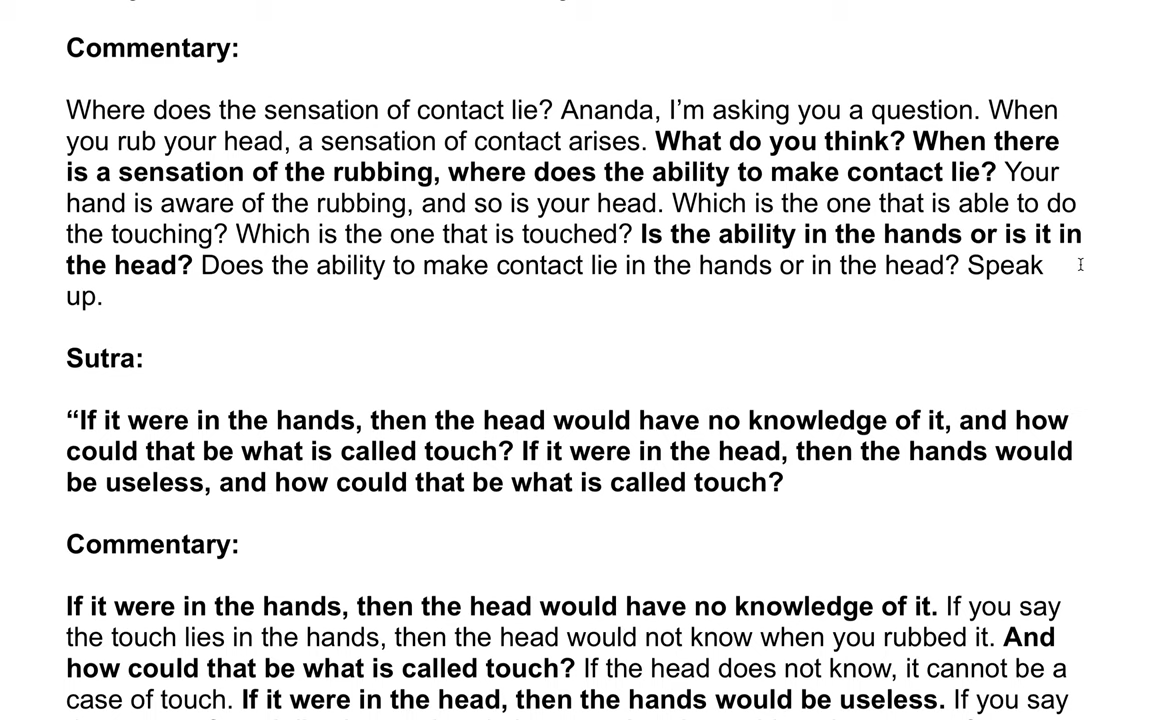 Commentary:
Where does the sensation of contact lie? Ananda, I’m asking you a question. When
you rub your head, a sensation of contact arises. What do you think? When there
is a sensation of the rubbing, where does the ability to make contact lie? Your
hand is aware of the rubbing, and so is your head. Which is the one that is able to do
the touching? Which is the one that is touched? Is the ability in the hands or is it in
the head? Does the ability to make contact lie in the hands or in the head? Speak
up.
Sutra:
“If it were in the hands, then the head would have no knowledge of it, and how
could that be what is called touch? If it were in the head, then the hands would
be useless, and how could that be what is called touch?
Commentary:
If it were in the hands, then the head would have no knowledge of it. If you say
the touch lies in the hands, then the head would not know when you rubbed it. And
how could that be what is called touch? If the head does not know, it cannot be a
case of touch. If it were in the head, then the hands would be useless. If you say